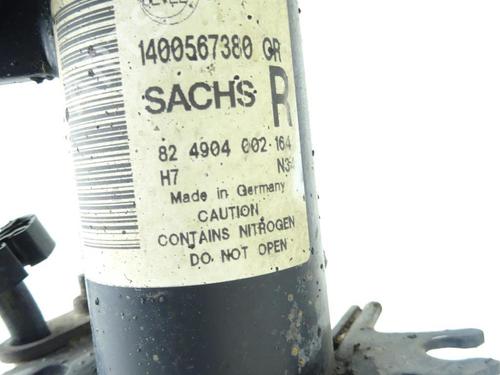 1400567380 GR
SACHS R
82 4904 002·164
H7
Made in Germany
CAUTION
CONTAINS NITROGEN
DO NOT OPEN